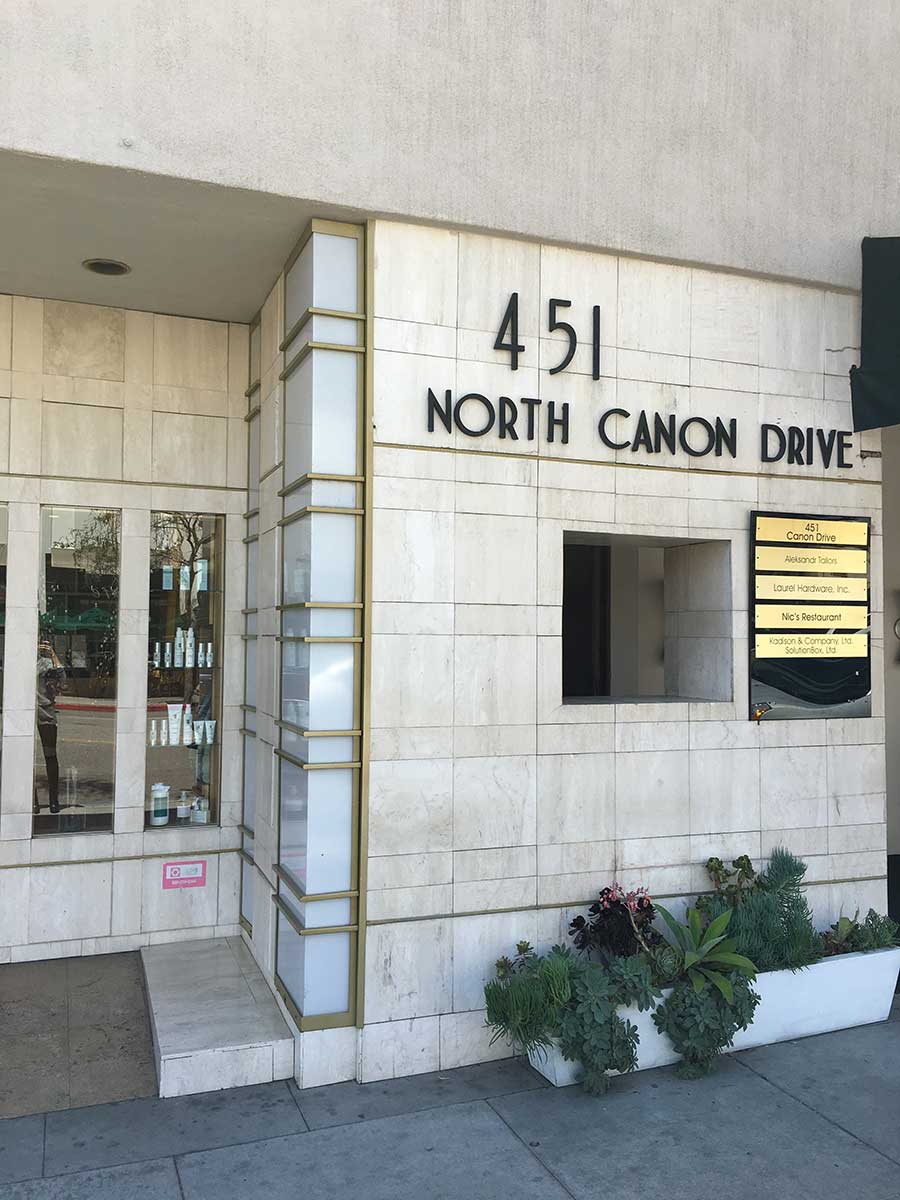 451
NORTH CANON DRIVE
451
Canon Drive
Aleksandr Tailors
Laurel Hardware, Inc.
Nic's Restaurant
Kadison & Company, Ltd.
SolutionBox, Ltd.